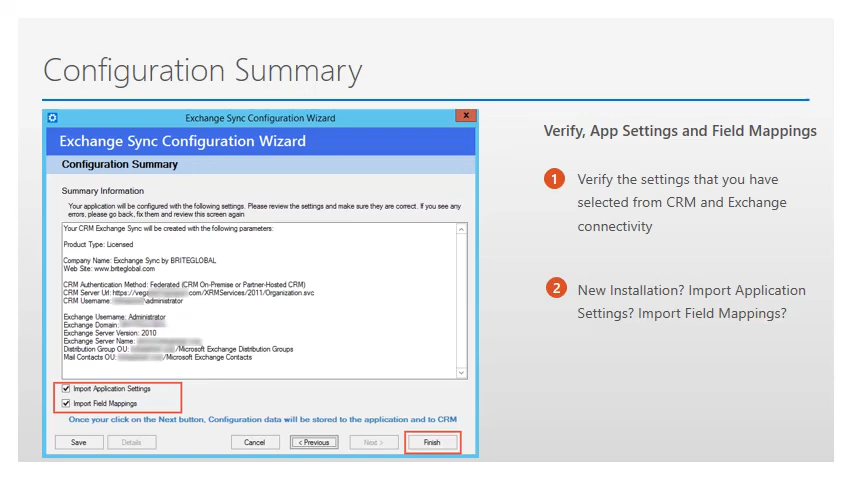 Configuration Summary
Exchange Sync Configuration Wizard
x
Exchange Sync Configuration Wizard
Configuration Summary
Summary Information
Your application will be configured with the following settings. Please review the settings and make sure they are correct. If you see any
errors, please go back, fix them and review this screen again
Your CRM Exchange Sync will be created with the following parameters:
Product Type: Licensed
Company Name: Exchange Sync by BRITEGLOBAL
Web Site: www.briteglobal.com
CRM Authentication Method: Federated (CRM On-Premise or Partner-Hosted CRM)
CRM Server Url: https://veg .com/XRMServices/2011/Organization.svc
CRM Username: \administrator
Exchange Username: Administrator
Exchange Domain:
Exchange Server Version: 2010
Exchange Server Name:
Distribution Group OU: /Microsoft Exchange Distribution Groups
Mail Contacts OU: /Microsoft Exchange Contacts
Import Application Settings
Import Field Mappings
Once your click on the Next button, Configuration data will be stored to the application and to CRM
Save
Details
Cancel
< Previous
Next >
Finish
Verify, App Settings and Field Mappings
1 Verify the settings that you have
selected from CRM and Exchange
connectivity
2 New Installation? Import Application
Settings? Import Field Mappings?